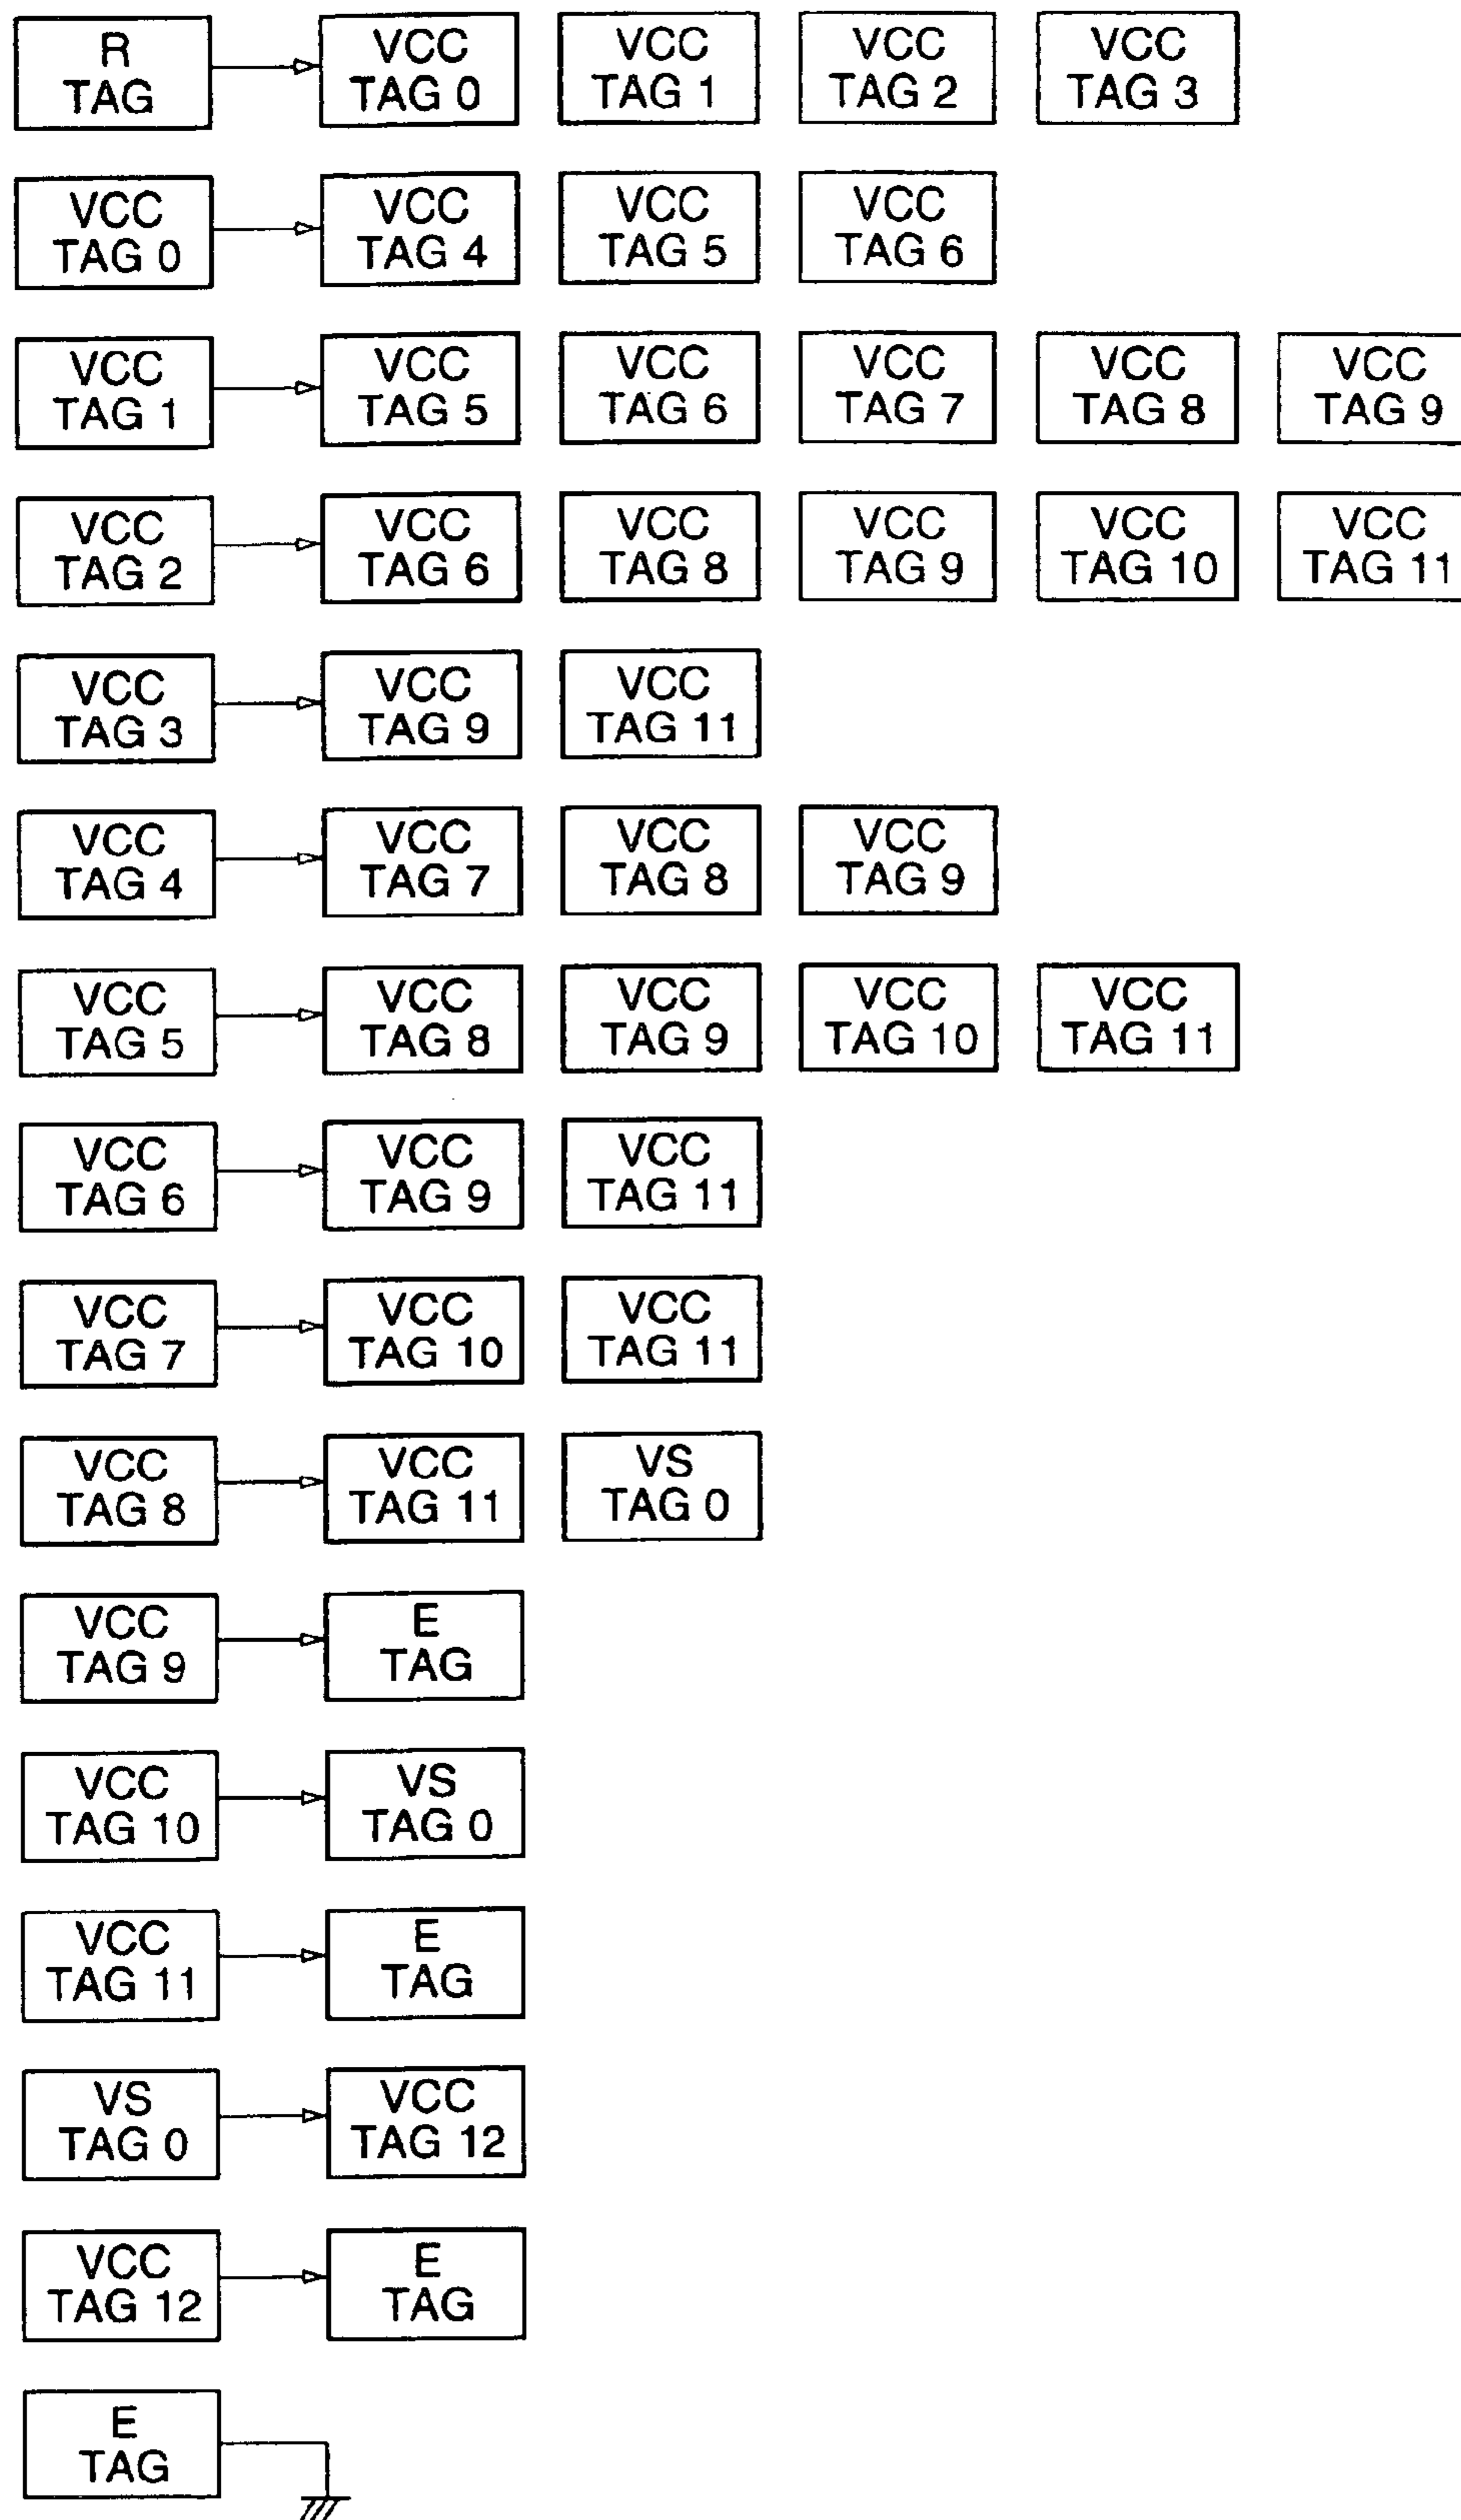 R
TAG
VCC
TAG 0
VCC
TAG 1
VCC
TAG 2
VCC
TAG 3
VCC
TAG 0
VCC
TAG 4
VCC
TAG 5
VCC
TAG 6
VCC
TAG 1
VCC
TAG 5
VCC
TAG 6
VCC
TAG 7
VCC
TAG 8
VCC
TAG 9
VCC
TAG 2
VCC
TAG 6
VCC
TAG 8
VCC
TAG 9
VCC
TAG 10
VCC
TAG 11
VCC
TAG 3
VCC
TAG 9
VCC
TAG 11
VCC
TAG 4
VCC
TAG 7
VCC
TAG 8
VCC
TAG 9
VCC
TAG 5
VCC
TAG 8
VCC
TAG 9
VCC
TAG 10
VCC
TAG 11
VCC
TAG 6
VCC
TAG 9
VCC
TAG 11
VCC
TAG 7
VCC
TAG 10
VCC
TAG 11
VCC
TAG 8
VCC
TAG 11
VS
TAG 0
VCC
TAG 9
E
TAG
VCC
TAG 10
VS
TAG 0
VCC
TAG 11
E
TAG
VS
TAG 0
VCC
TAG 12
VCC
TAG 12
E
TAG
E
TAG